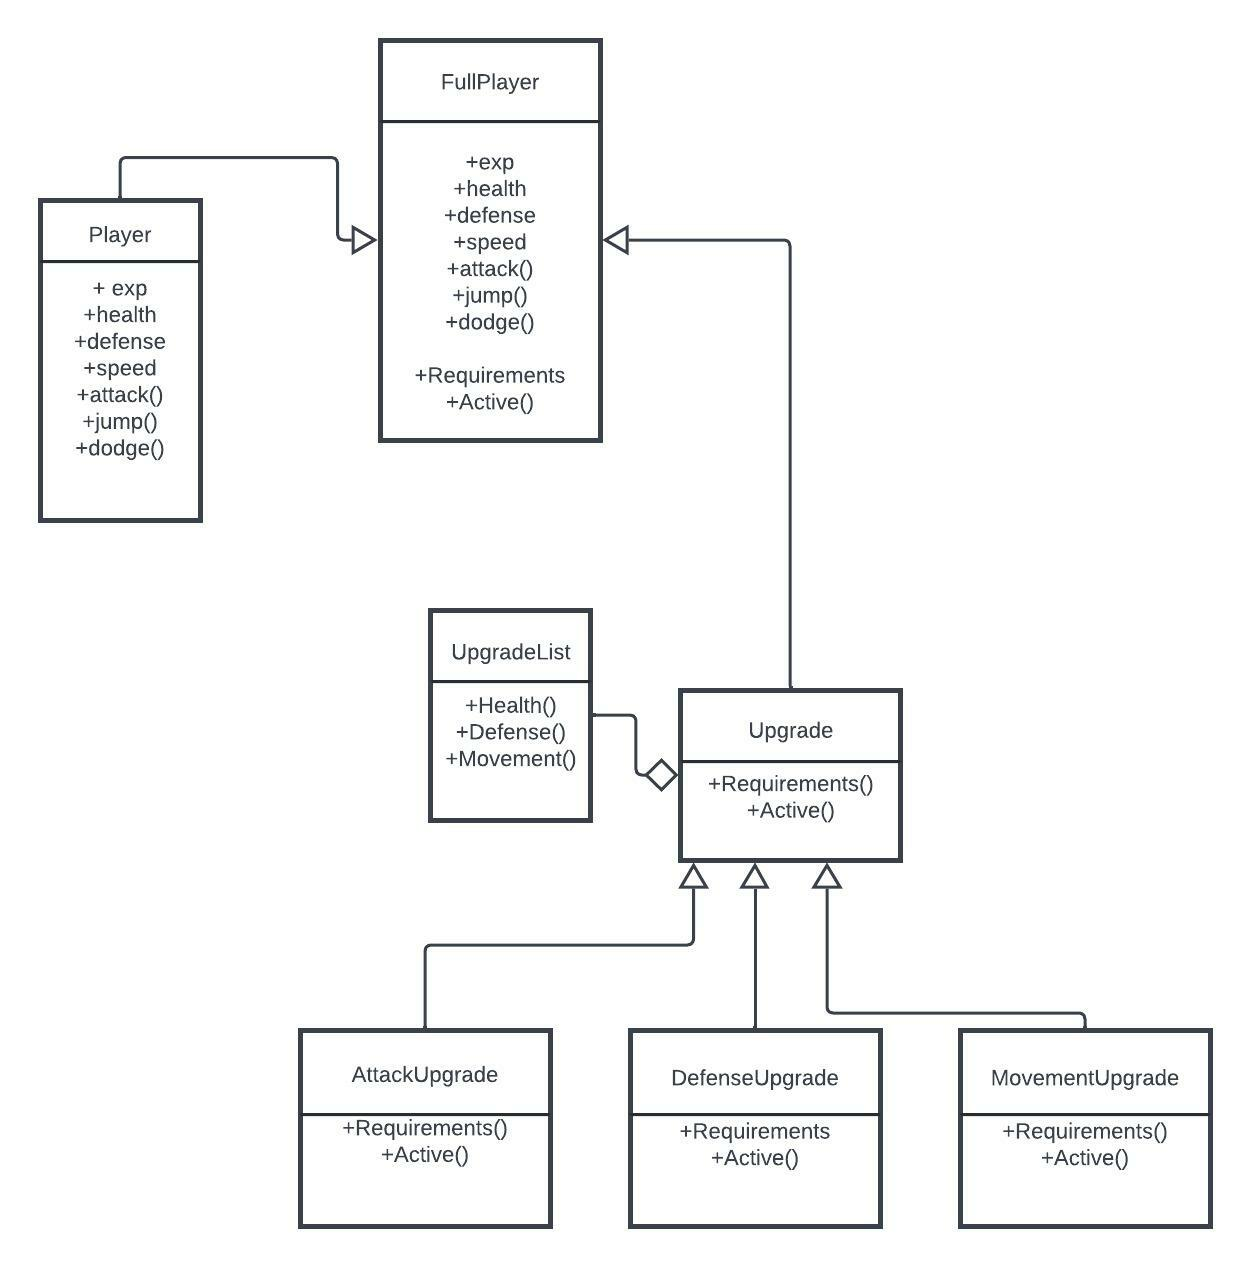 FullPlayer
+exp
+health
+defense
+speed
+attack()
+jump()
+dodge()
+Requirements
+Active()
Player
+ exp
+health
+defense
+speed
+attack()
+jump()
+dodge()
UpgradeList
+Health()
+Defense()
+Movement()
Upgrade
+Requirements()
+Active()
AttackUpgrade
+Requirements()
+Active()
DefenseUpgrade
+Requirements
+Active()
MovementUpgrade
+Requirements()
+Active()